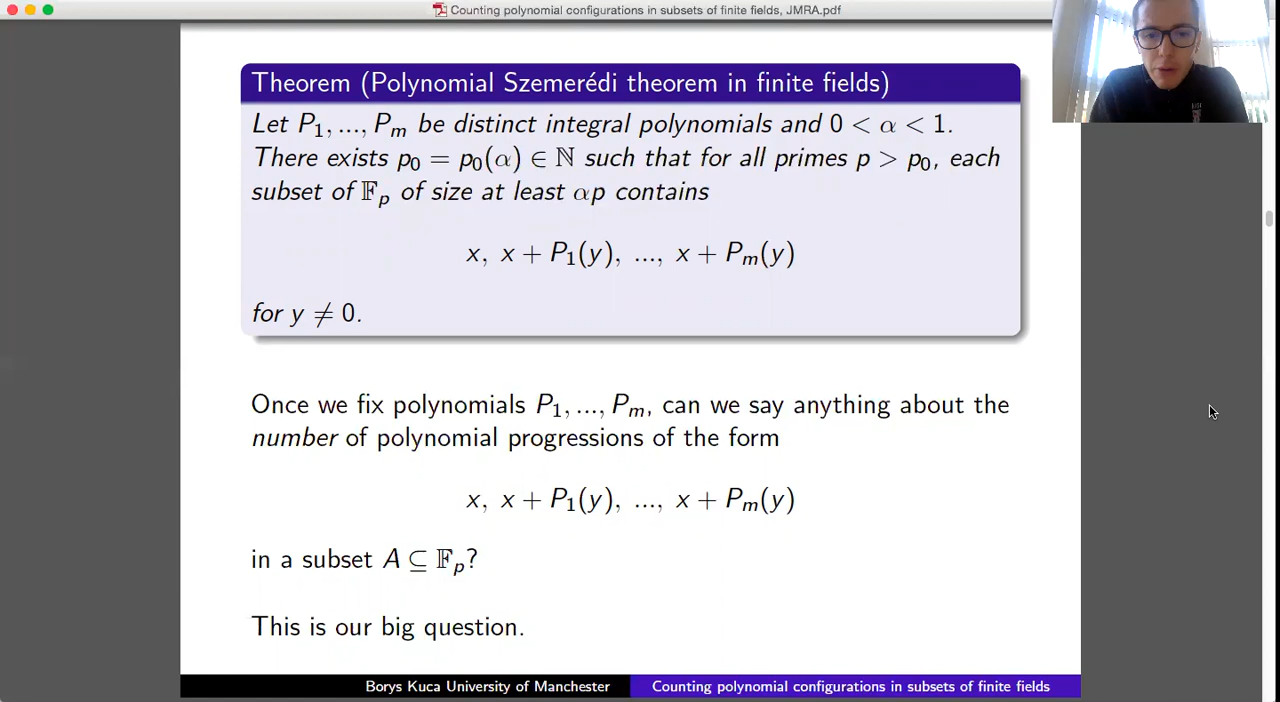 Counting polynomial configurations in subsets of finite fields, JMRA.pdf
Theorem (Polynomial Szemerédi theorem in finite fields)
Let P₁, ..., Pₘ be distinct integral polynomials and 0 < α < 1.
There exists p₀ = p₀(α) ∈ ℕ such that for all primes p > p₀, each
subset of 𝔽ₚ of size at least αp contains
x, x + P₁(y), ..., x + Pₘ(y)
for y ≠ 0.
Once we fix polynomials P₁, ..., Pₘ, can we say anything about the
number of polynomial progressions of the form
x, x + P₁(y), ..., x + Pₘ(y)
in a subset A ⊆ 𝔽ₚ?
This is our big question.
Borys Kuca University of Manchester
Counting polynomial configurations in subsets of finite fields